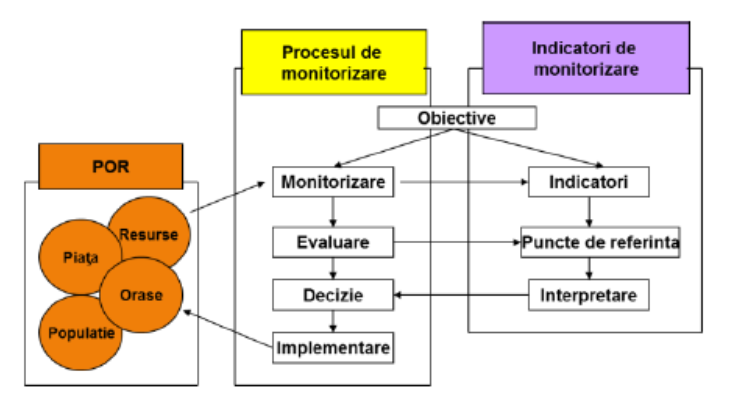 Procesul de
monitorizare
Indicatori de
monitorizare
Obiective
POR
Monitorizare
Indicatori
Resurse
Piaţa
Evaluare
Puncte de referinta
Orase
Decizie
Interpretare
Populatie
Implementare